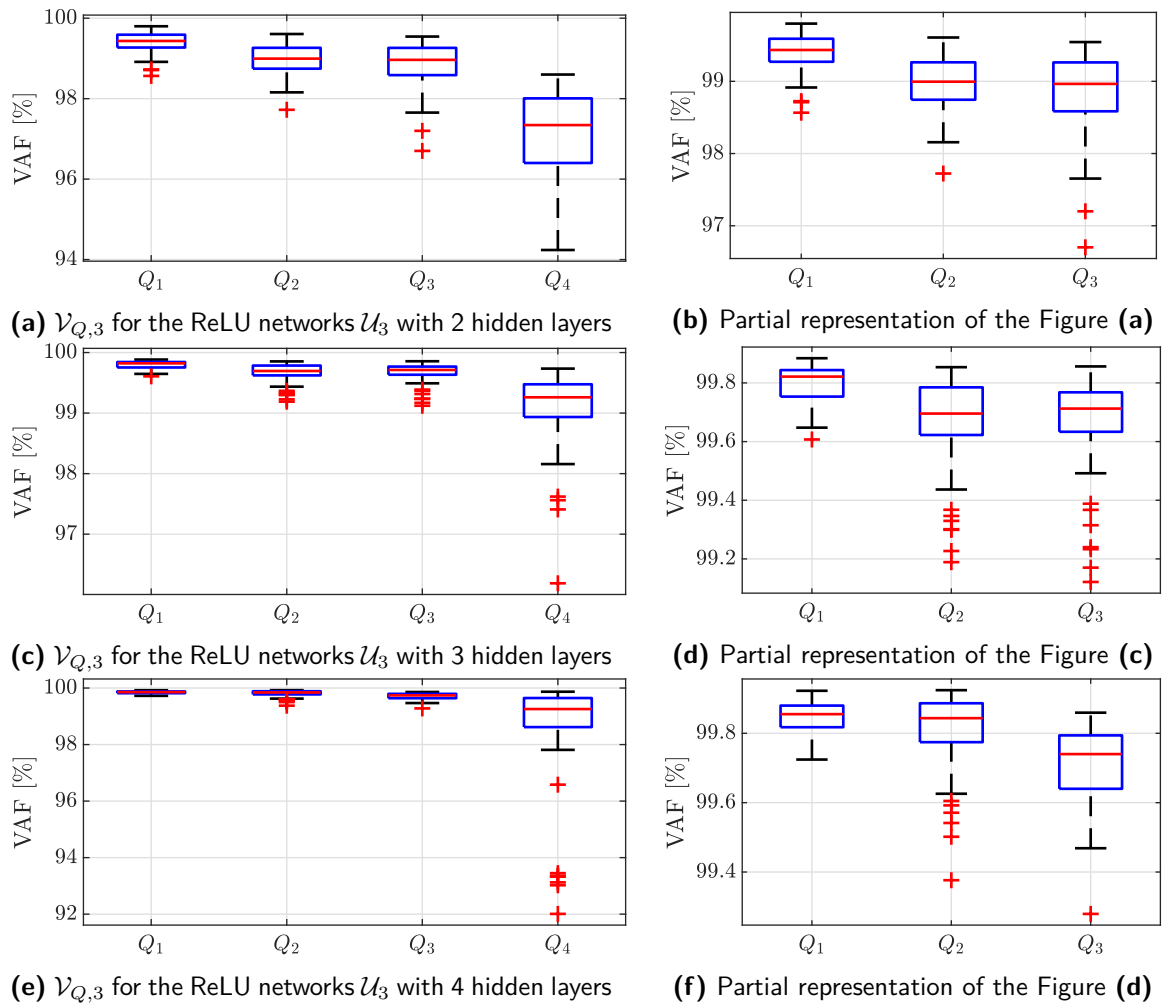 100
98
96
94
VAF [%]
Q1 Q2 Q3 Q4
(a) 𝒱Q,3 for the ReLU networks 𝒰3 with 2 hidden layers
99
98
97
VAF [%]
Q1 Q2 Q3
(b) Partial representation of the Figure (a)
100
99
98
97
VAF [%]
Q1 Q2 Q3 Q4
(c) 𝒱Q,3 for the ReLU networks 𝒰3 with 3 hidden layers
99.8
99.6
99.4
99.2
VAF [%]
Q1 Q2 Q3
(d) Partial representation of the Figure (c)
100
98
96
94
92
VAF [%]
Q1 Q2 Q3 Q4
(e) 𝒱Q,3 for the ReLU networks 𝒰3 with 4 hidden layers
99.8
99.6
99.4
VAF [%]
Q1 Q2 Q3
(f) Partial representation of the Figure (d)